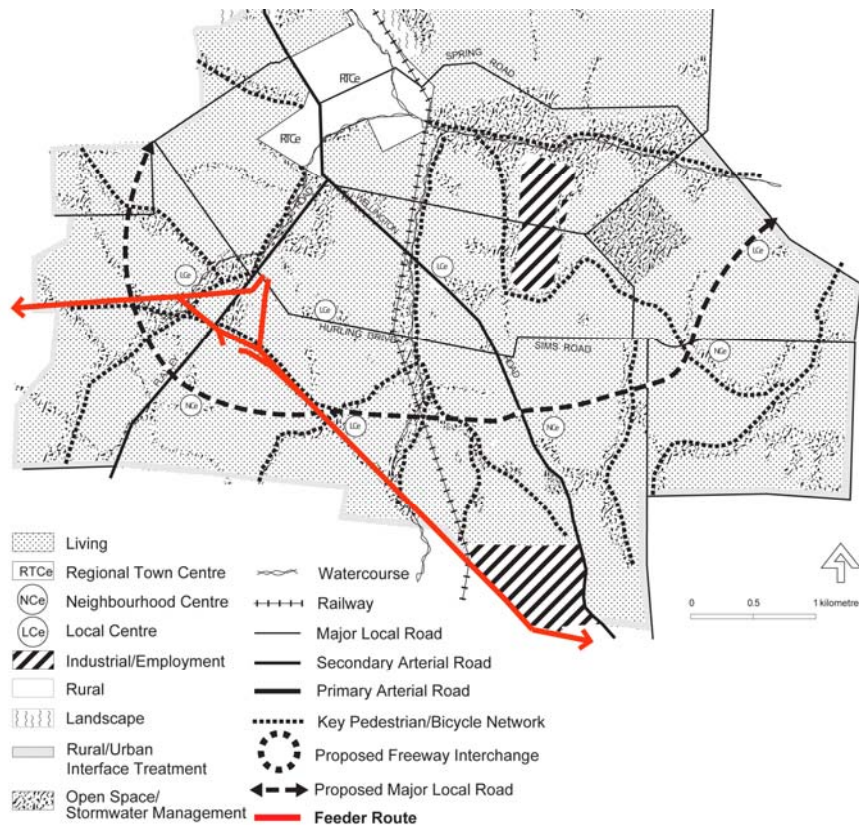 SPRING
ROAD
RTCe
RTCe
LCe
LCe
LCe
LCe
HURLING DRIVE
ROAD
SIMS ROAD
NCe
NCe
LCe
NCe
Living
RTCe Regional Town Centre
NCe Neighbourhood Centre
LCe Local Centre
Industrial/Employment
Rural
Landscape
Rural/Urban
Interface Treatment
Open Space/
Stormwater Management
Watercourse
Railway
Major Local Road
Secondary Arterial Road
Primary Arterial Road
Key Pedestrian/Bicycle Network
Proposed Freeway Interchange
Proposed Major Local Road
Feeder Route
0 0.5 1 kilometre